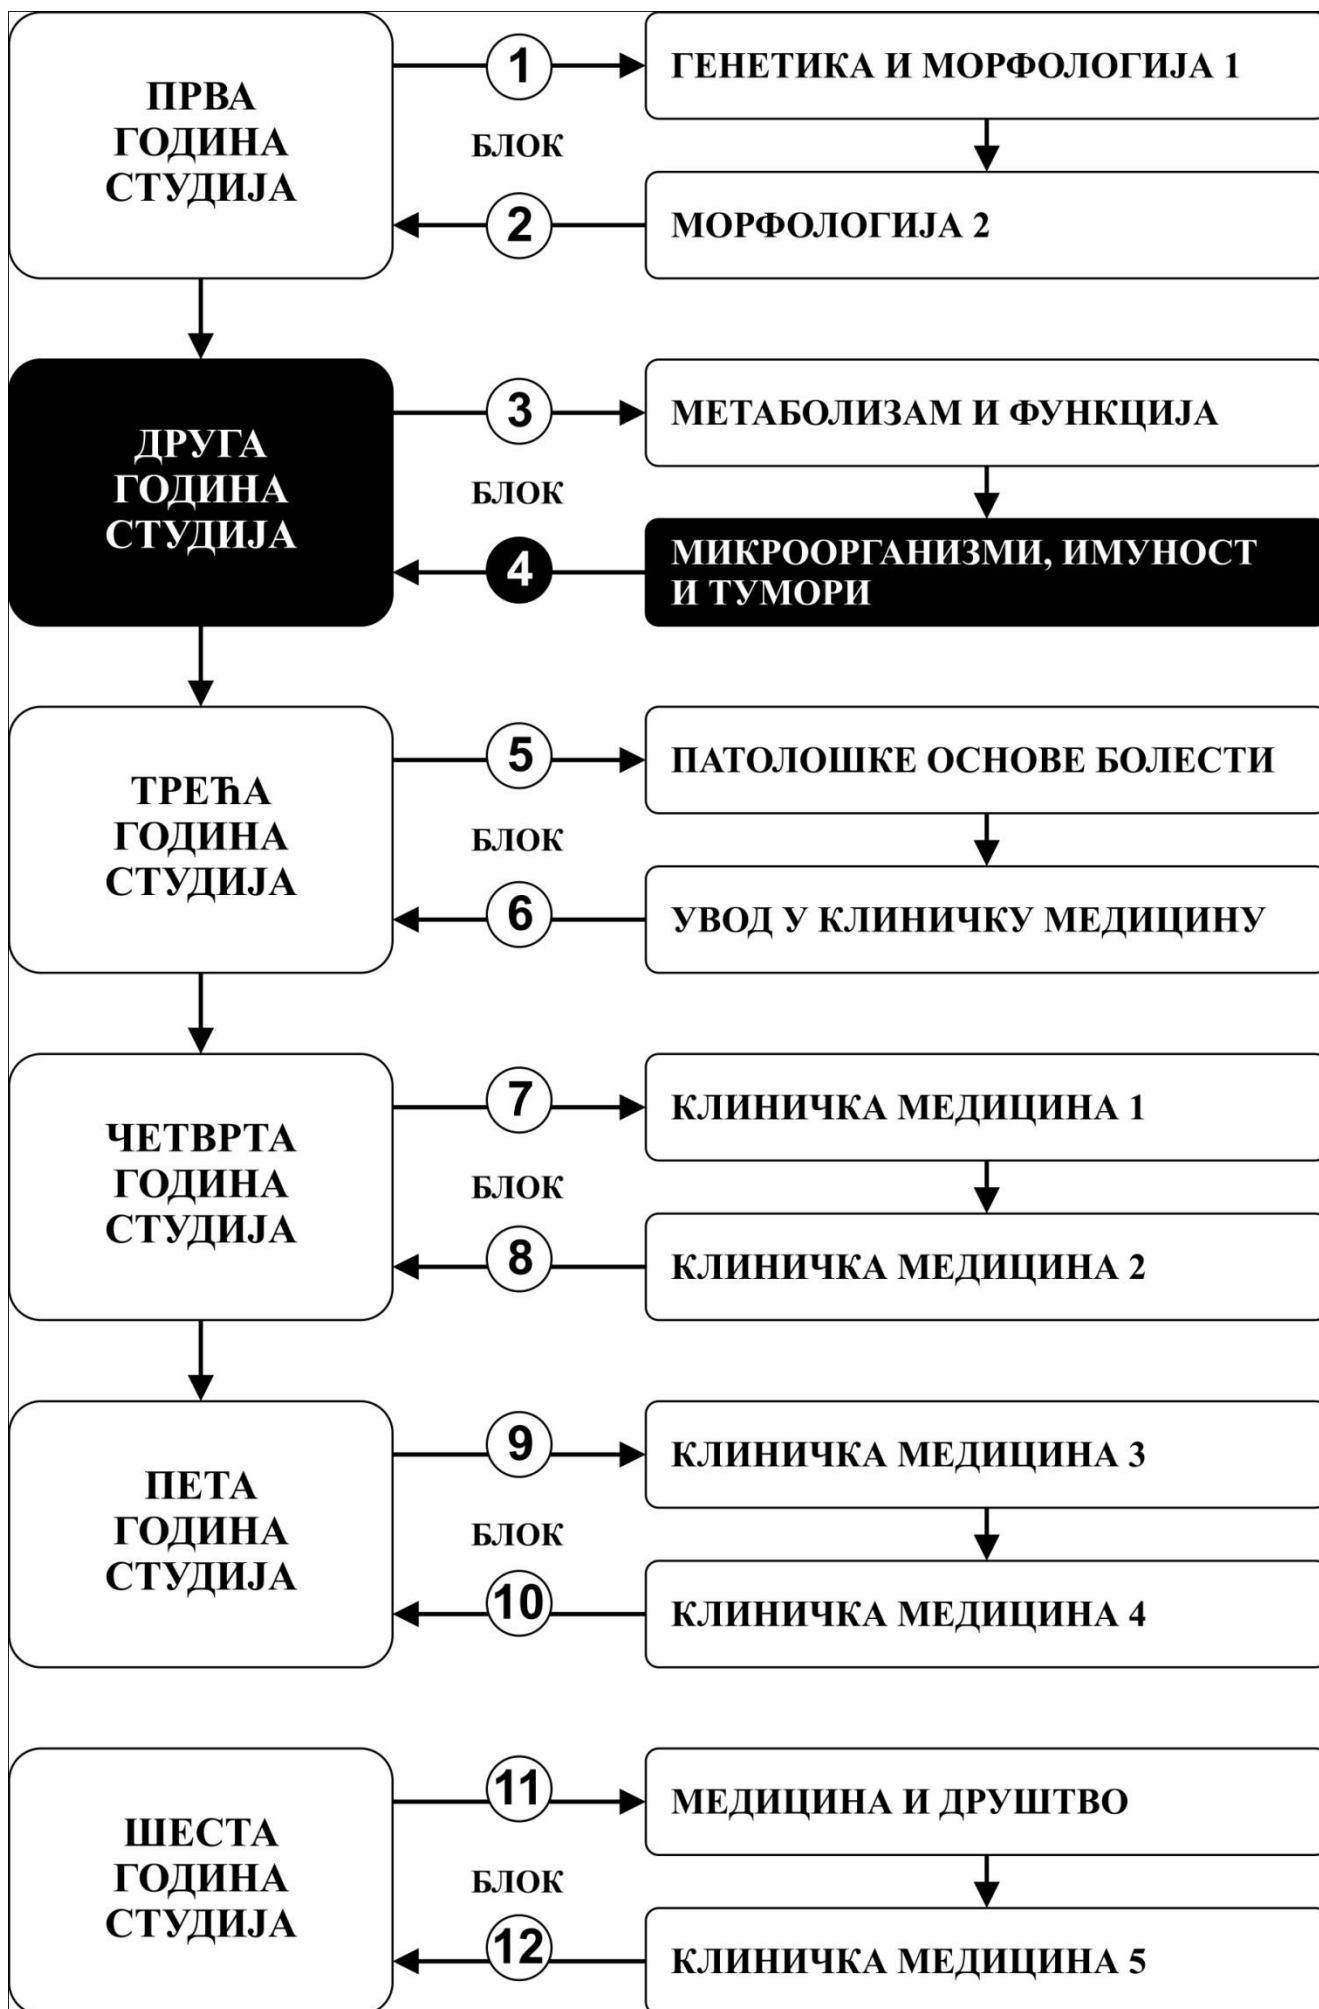 ПРВА
ГОДИНА
СТУДИЈА
1
ГЕНЕТИКА И МОРФОЛОГИЈА 1
БЛОК
2
МОРФОЛОГИЈА 2
ДРУГА
ГОДИНА
СТУДИЈА
3
МЕТАБОЛИЗАМ И ФУНКЦИЈА
БЛОК
4
МИКРООРГАНИЗМИ, ИМУНОСТ
И ТУМОРИ
ТРЕЋА
ГОДИНА
СТУДИЈА
5
ПАТОЛОШКЕ ОСНОВЕ БОЛЕСТИ
БЛОК
6
УВОД У КЛИНИЧКУ МЕДИЦИНУ
ЧЕТВРТА
ГОДИНА
СТУДИЈА
7
КЛИНИЧКА МЕДИЦИНА 1
БЛОК
8
КЛИНИЧКА МЕДИЦИНА 2
ПЕТА
ГОДИНА
СТУДИЈА
9
КЛИНИЧКА МЕДИЦИНА 3
БЛОК
10
КЛИНИЧКА МЕДИЦИНА 4
ШЕСТА
ГОДИНА
СТУДИЈА
11
МЕДИЦИНА И ДРУШТВО
БЛОК
12
КЛИНИЧКА МЕДИЦИНА 5